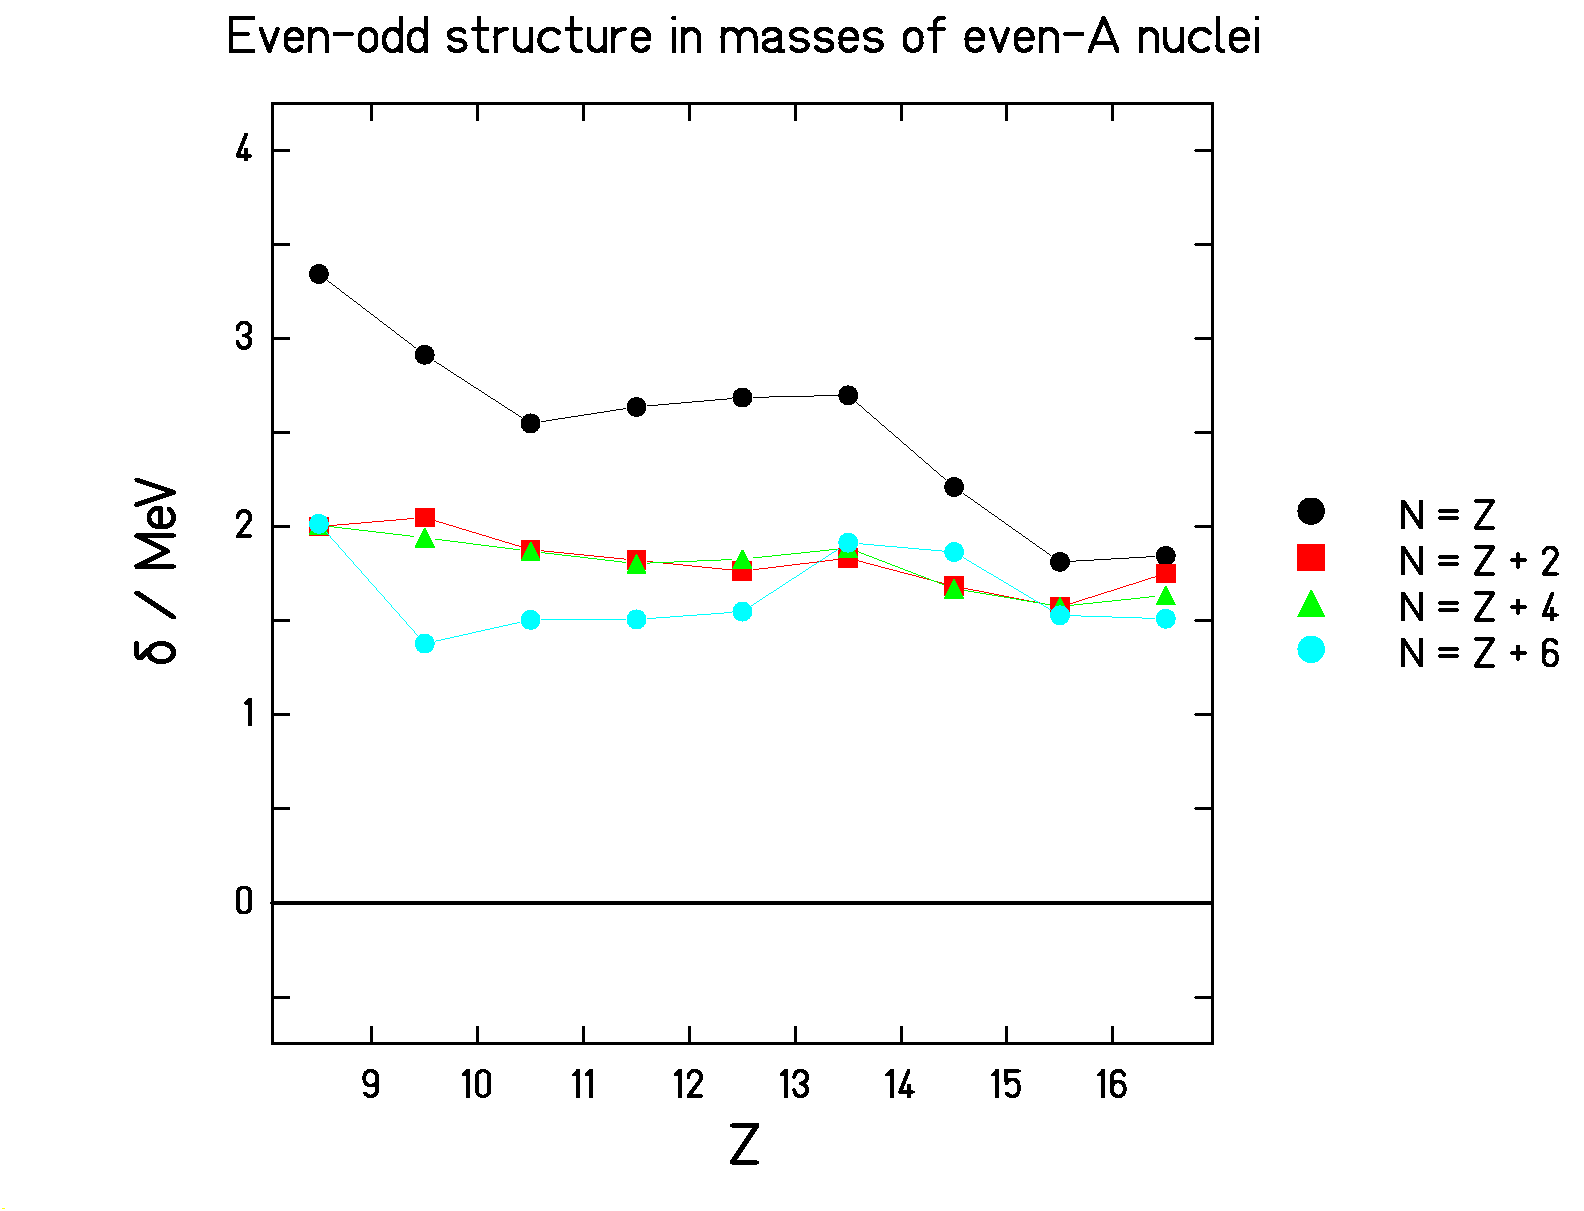 Even-odd structure in masses of even-A nuclei
4
3
2
1
0
δ / MeV
9 10 11 12 13 14 15 16
Z
N = Z
N = Z + 2
N = Z + 4
N = Z + 6